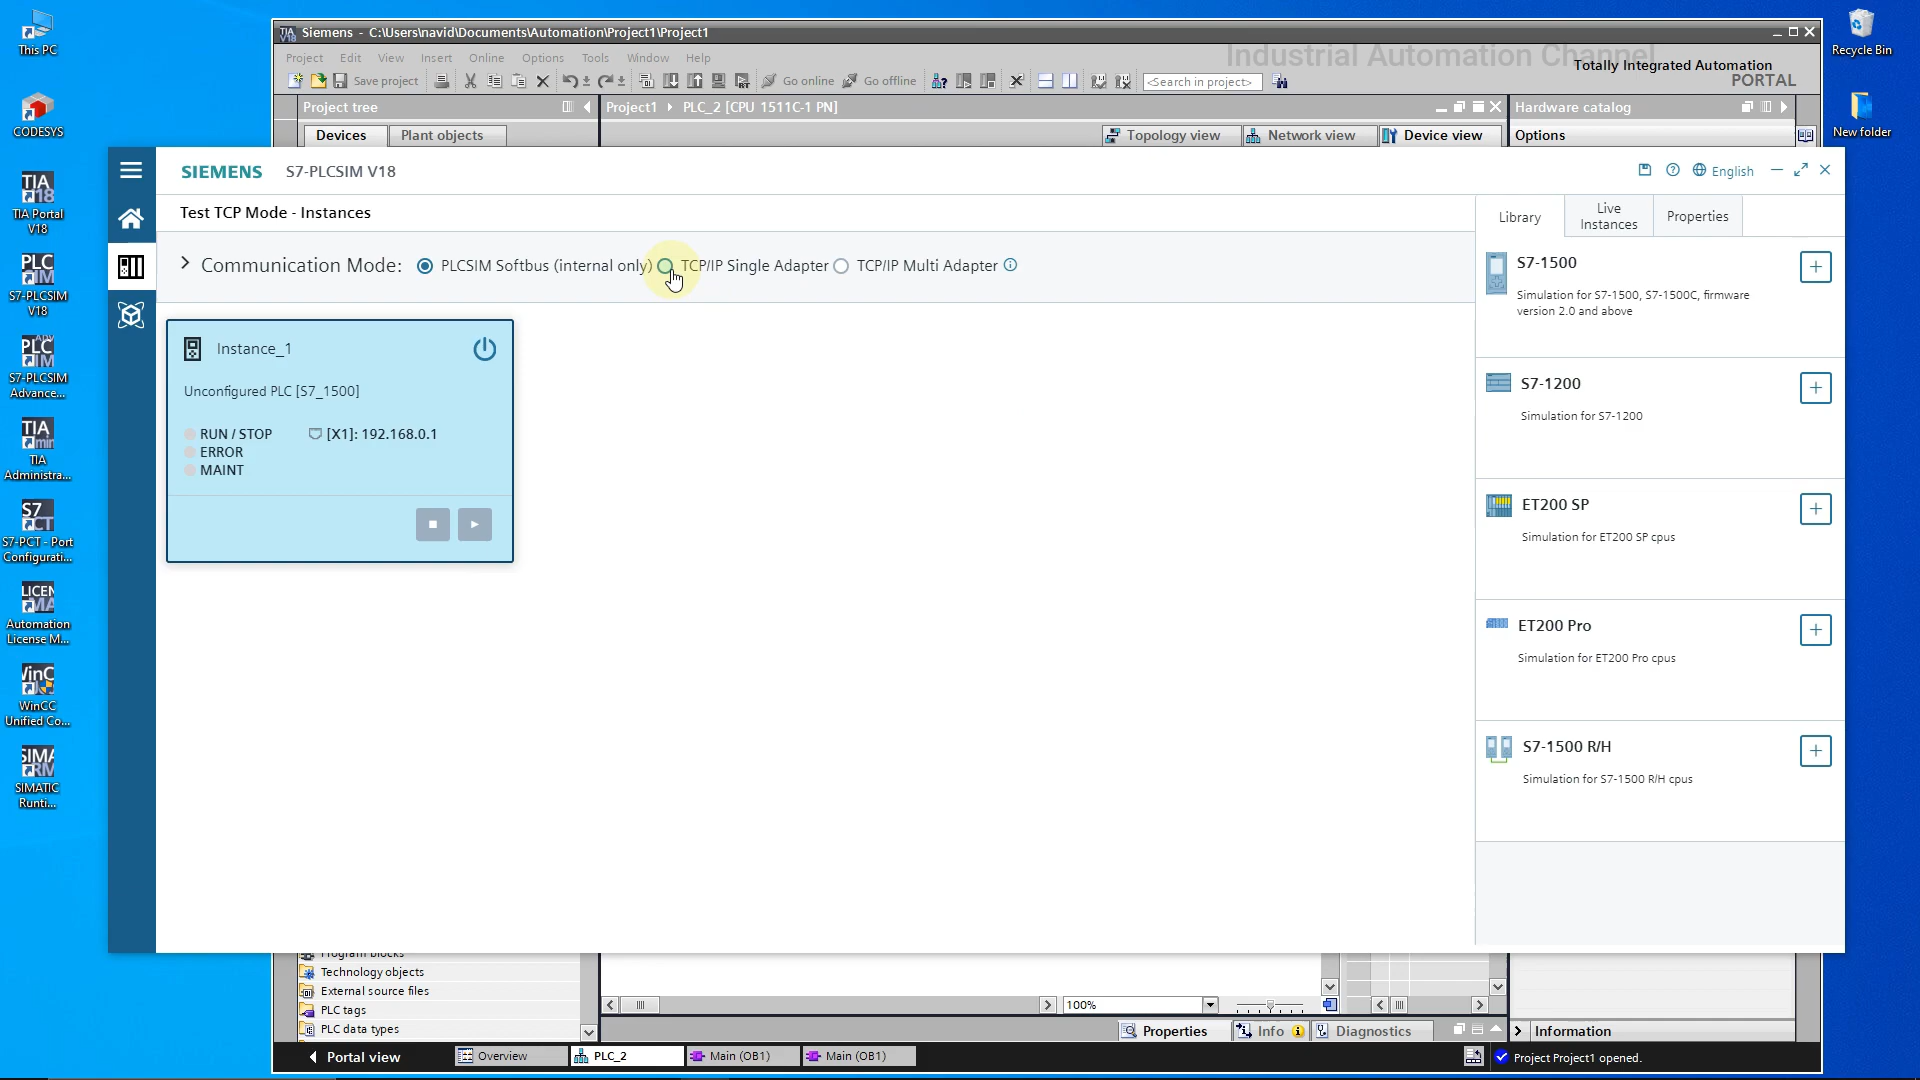 This PC
CODESYS
TIA Portal
V18
S7-PLCSIM
V18
S7-PLCSIM
Advance...
TIA
Administra...
S7-PCT - Port
Configurati...
Automation
License M...
WinCC
Unified Co...
SIMATIC
Runti...
Recycle Bin
New folder
Siemens - C:\Users\navid\Documents\Automation\Project1\Project1
Project Edit View Insert Online Options Tools Window Help
Industrial Automation Channel
Totally Integrated Automation
PORTAL
Save project
Go online
Go offline
<Search in project>
Project tree
Project1 PLC_2 [CPU 1511C-1 PN]
Hardware catalog
Devices
Plant objects
Topology view
Network view
Device view
Options
SIEMENS
S7-PLCSIM V18
English
Test TCP Mode - Instances
Communication Mode:
PLCSIM Softbus (internal only)
TCP/IP Single Adapter
TCP/IP Multi Adapter
Instance_1
Unconfigured PLC [S7_1500]
RUN / STOP
[X1]: 192.168.0.1
ERROR
MAINT
Library
Live
Instances
Properties
S7-1500
Simulation for S7-1500, S7-1500C, firmware
version 2.0 and above
S7-1200
Simulation for S7-1200
ET200 SP
Simulation for ET200 SP cpus
ET200 Pro
Simulation for ET200 Pro cpus
S7-1500 R/H
Simulation for S7-1500 R/H cpus
Program blocks
Technology objects
External source files
PLC tags
PLC data types
100%
Properties
Info
Diagnostics
Information
Portal view
Overview
PLC_2
Main (OB1)
Main (OB1)
Project Project1 opened.